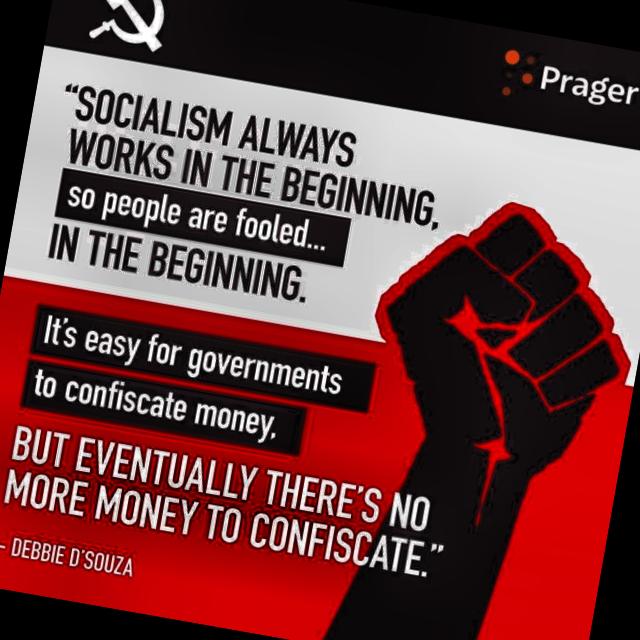 Prager
“SOCIALISM ALWAYS
WORKS IN THE BEGINNING,
so people are fooled...
IN THE BEGINNING.
It's easy for governments
to confiscate money,
BUT EVENTUALLY THERE'S NO
MORE MONEY TO CONFISCATE.”
- DEBBIE D'SOUZA